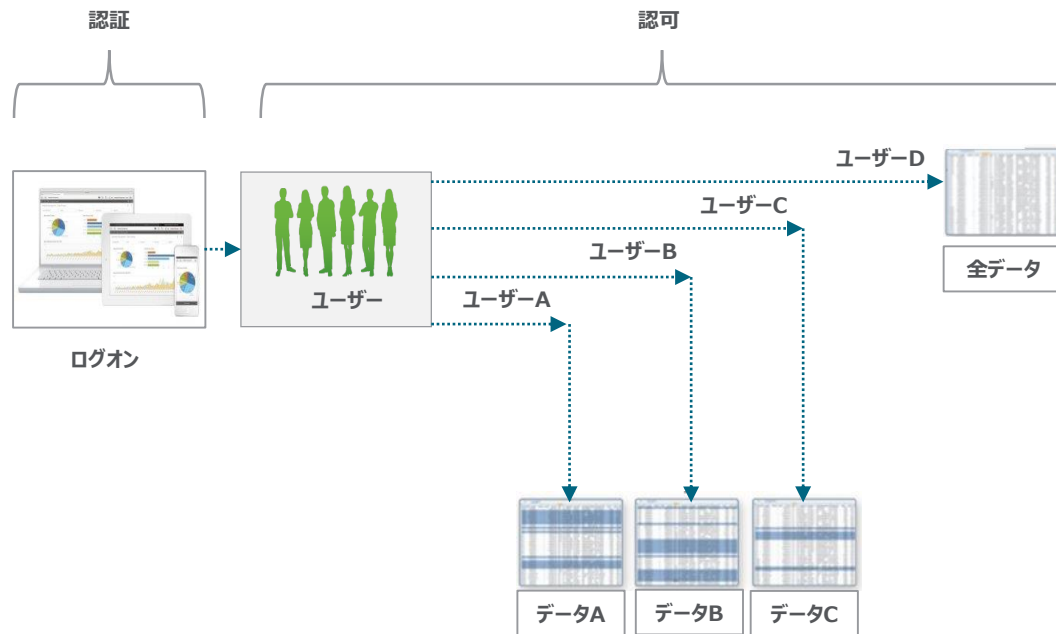 認証
認可
ユーザーD
ユーザーC
ユーザーB
ユーザー
ユーザーA
全データ
ログオン
データA
データB
データC